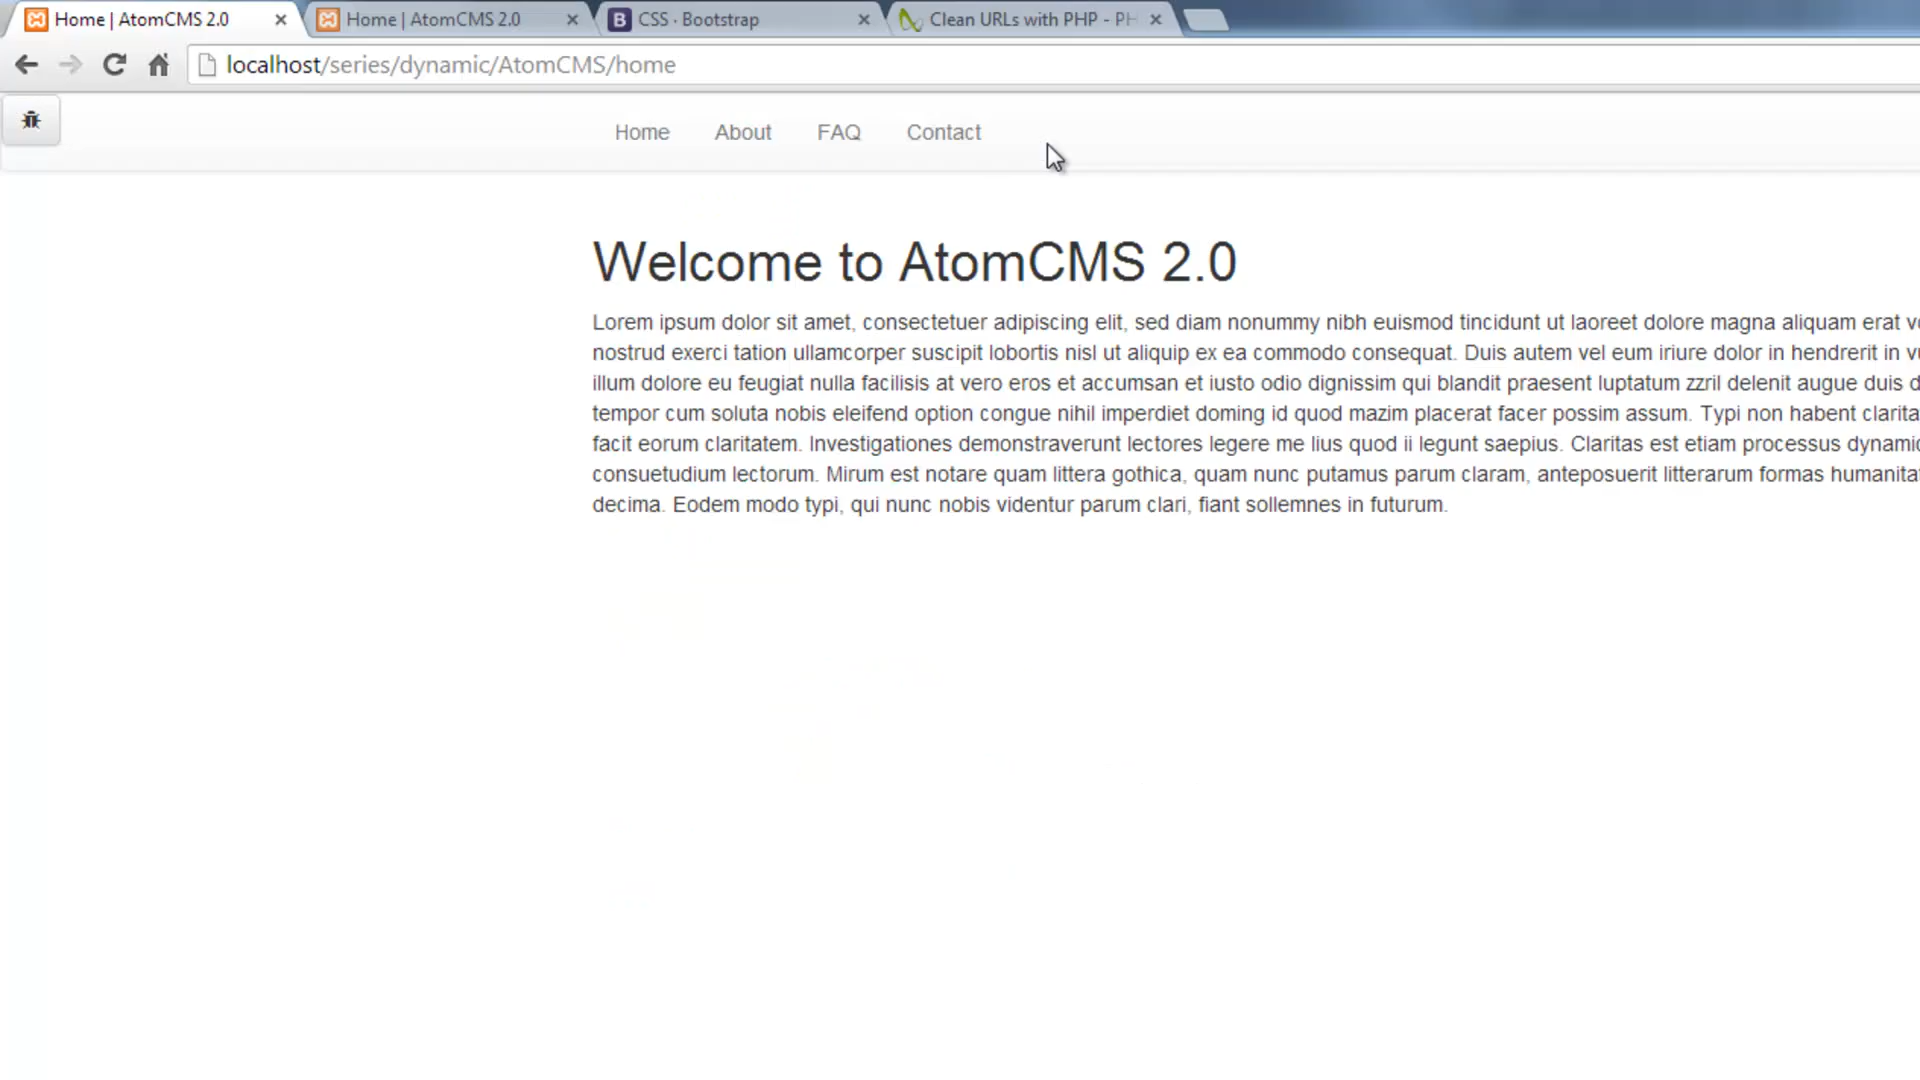 Home | AtomCMS 2.0
Home | AtomCMS 2.0
CSS · Bootstrap
Clean URLs with PHP - PH
localhost/series/dynamic/AtomCMS/home
Home About FAQ Contact
Welcome to AtomCMS 2.0
Lorem ipsum dolor sit amet, consectetuer adipiscing elit, sed diam nonummy nibh euismod tincidunt ut laoreet dolore magna aliquam erat
nostrud exerci tation ullamcorper suscipit lobortis nisl ut aliquip ex ea commodo consequat. Duis autem vel eum iriure dolor in hendrerit in
illum dolore eu feugiat nulla facilisis at vero eros et accumsan et iusto odio dignissim qui blandit praesent luptatum zzril delenit augue duis
tempor cum soluta nobis eleifend option congue nihil imperdiet doming id quod mazim placerat facer possim assum. Typi non habent clarita
facit eorum claritatem. Investigationes demonstraverunt lectores legere me lius quod ii legunt saepius. Claritas est etiam processus dynamic
consuetudium lectorum. Mirum est notare quam littera gothica, quam nunc putamus parum claram, anteposuerit litterarum formas humanitat
decima. Eodem modo typi, qui nunc nobis videntur parum clari, fiant sollemnes in futurum.